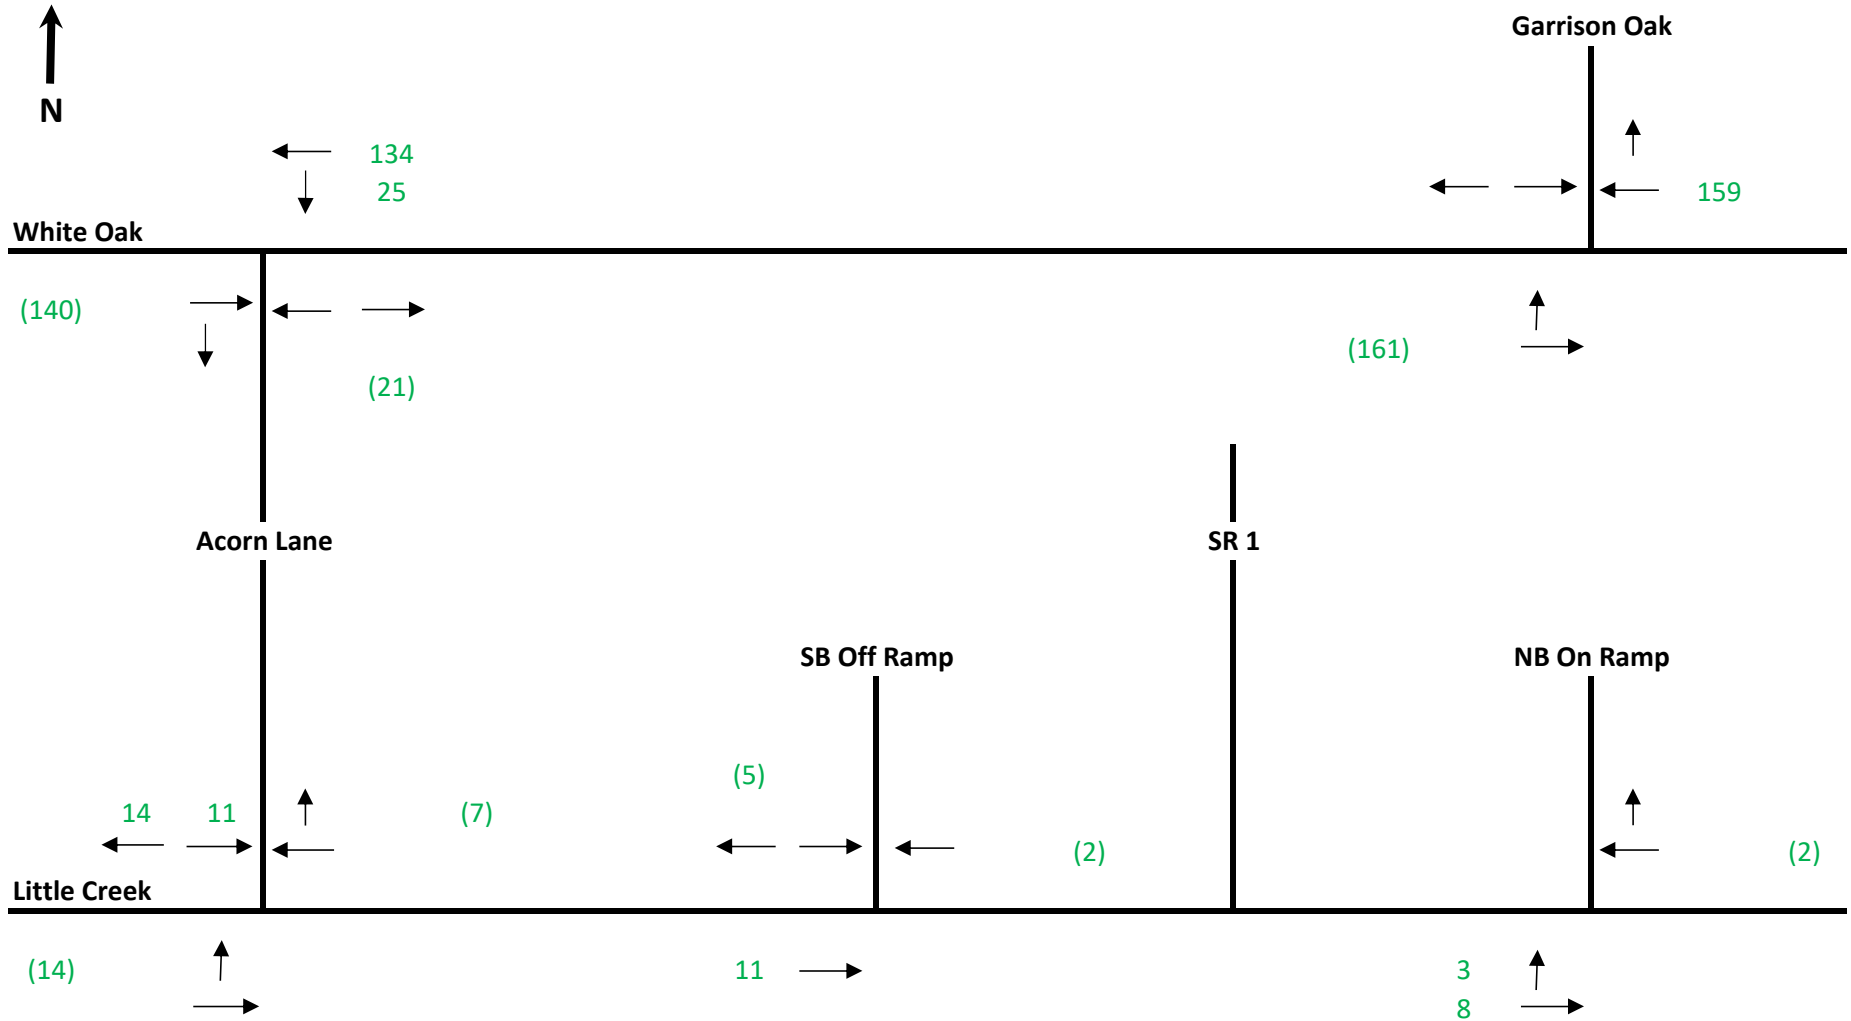 Garrison Oak
N
134
25
159
White Oak
(140)
(161)
(21)
Acorn Lane
SR 1
SB Off Ramp
NB On Ramp
(5)
14 11 (7)
(2) (2)
Little Creek
(14) 11 3
8